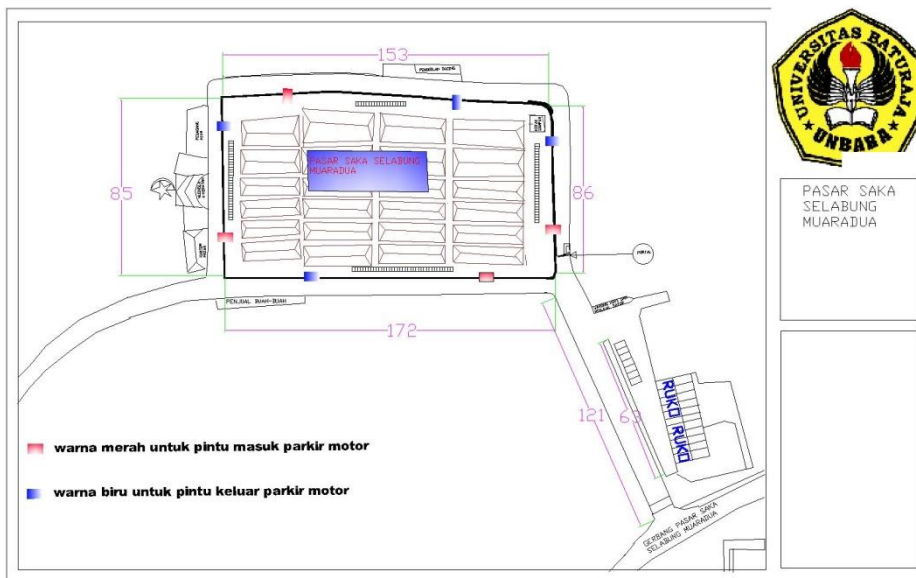 153
85
86
PASAR SAKA SELABUNG
MUARADUA
PENJUAL BUAH-BUAH
172
121
63
RUKO RUKO
GERBANG PASAR SAKA
SELABUNG MUARADUA
warna merah untuk pintu masuk parkir motor
warna biru untuk pintu keluar parkir motor
UNIVERSITAS BATURAJA
UNBARA
PASAR SAKA
SELABUNG
MUARADUA